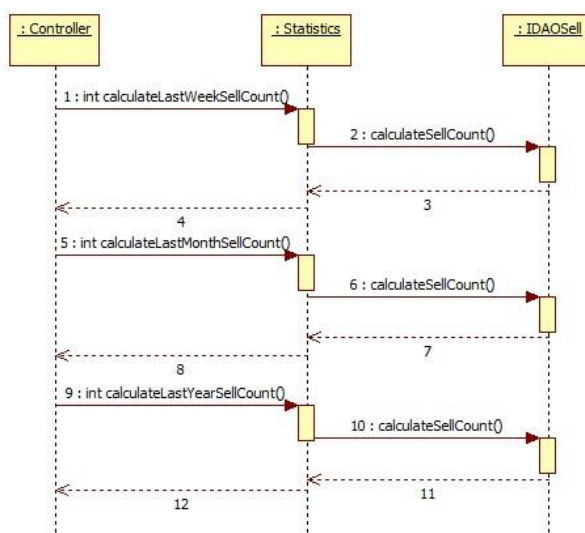 : Controller
: Statistics
: IDAOSell
1 : int calculateLastWeekSellCount()
2 : calculateSellCount()
3
4
5 : int calculateLastMonthSellCount()
6 : calculateSellCount()
7
8
9 : int calculateLastYearSellCount()
10 : calculateSellCount()
11
12